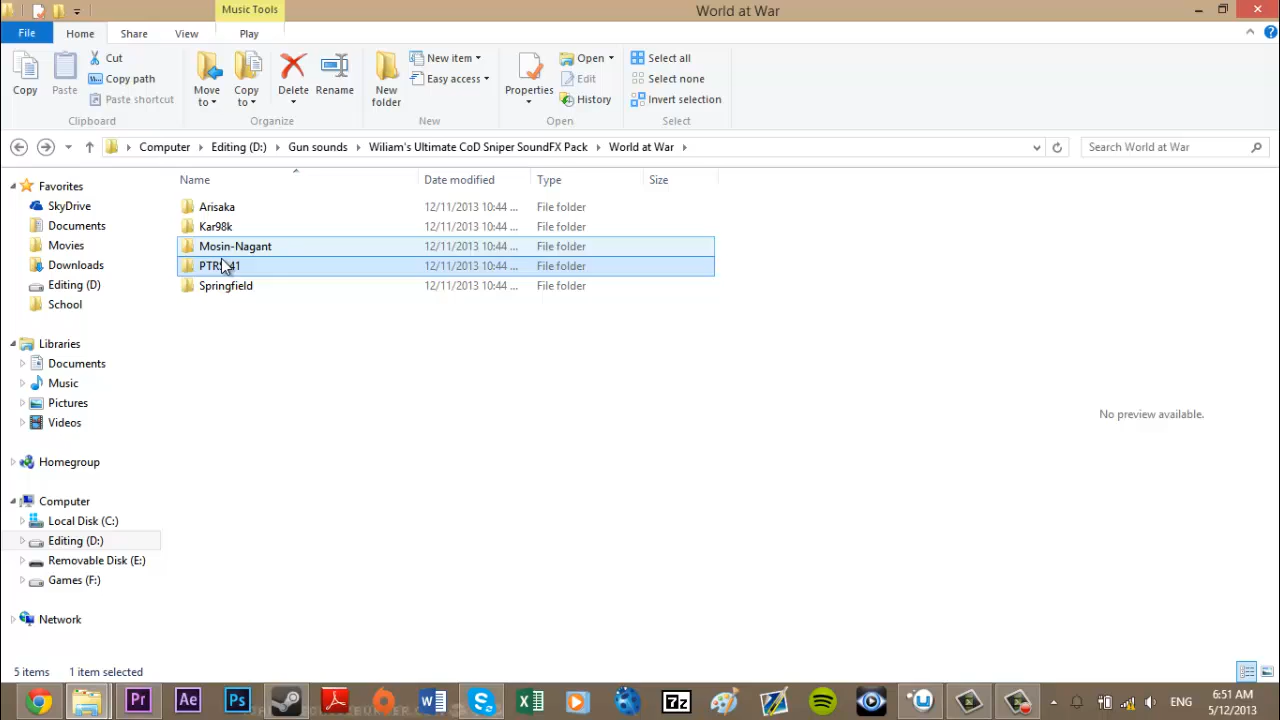 Music Tools
World at War
File
Home
Share
View
Play
Copy
Paste
Cut
Copy path
Paste shortcut
Clipboard
Move to
Copy to
Delete
Rename
Organize
New folder
New item
Easy access
New
Properties
Open
Edit
History
Open
Select all
Select none
Invert selection
Select
Computer
Editing (D:)
Gun sounds
Wiliam's Ultimate CoD Sniper SoundFX Pack
World at War
Search World at War
Name
Date modified
Type
Size
Arisaka 12/11/2013 10:44 ... File folder
Kar98k 12/11/2013 10:44 ... File folder
Mosin-Nagant 12/11/2013 10:44 ... File folder
12/11/2013 10:44 ... File folder
Springfield 12/11/2013 10:44 ... File folder
Favorites
SkyDrive
Documents
Movies
Downloads
Editing (D)
School
Libraries
Documents
Music
Pictures
Videos
Homegroup
Computer
Local Disk (C:)
Editing (D:)
Removable Disk (E:)
Games (F:)
Network
No preview available.
5 items 1 item selected
Pr
Ae
Ps
7z
ENG
6:51 AM
5/12/2013